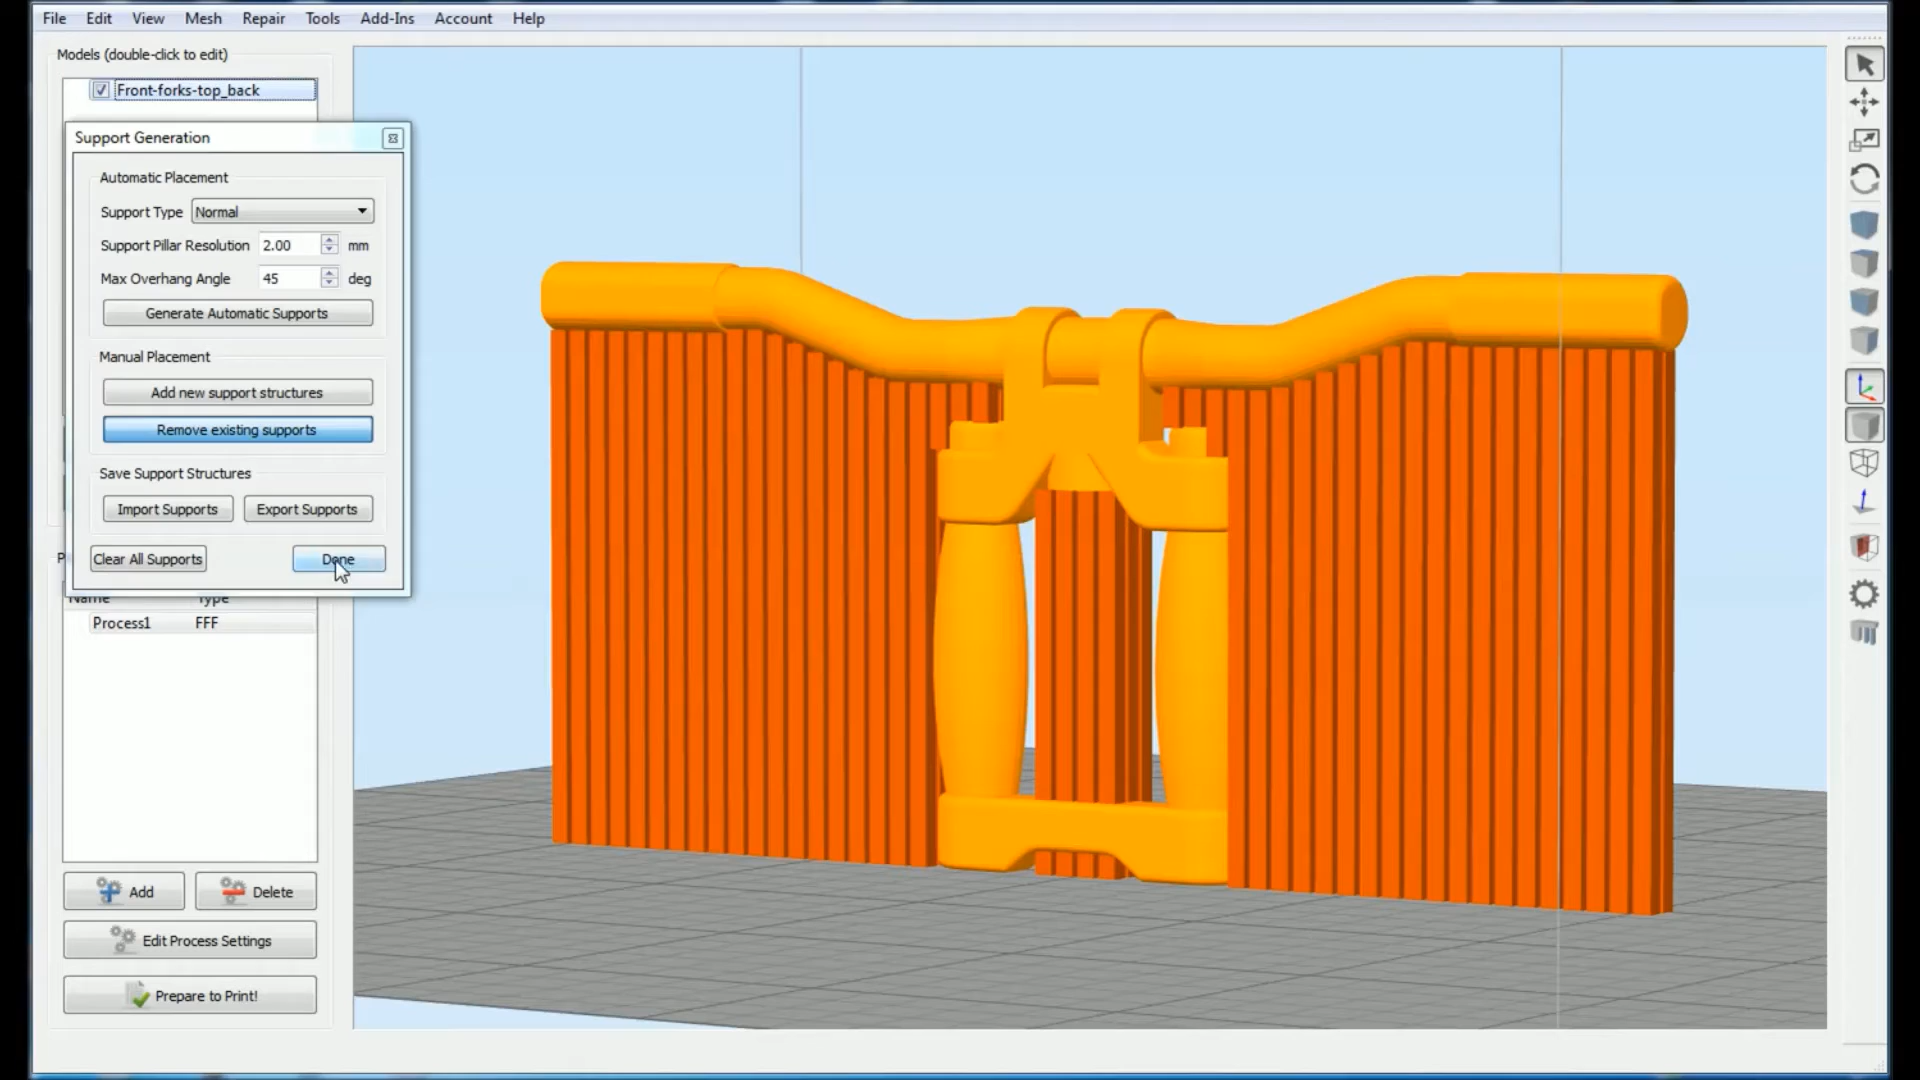 File Edit View Mesh Repair Tools Add-Ins Account Help
Models (double-click to edit)
Front-forks-top_back
Support Generation
Automatic Placement
Support Type Normal
Support Pillar Resolution 2.00 mm
Max Overhang Angle 45 deg
Generate Automatic Supports
Manual Placement
Add new support structures
Remove existing supports
Save Support Structures
Import Supports Export Supports
Clear All Supports Done
Name Type
Process1 FFF
Add Delete
Edit Process Settings
Prepare to Print!